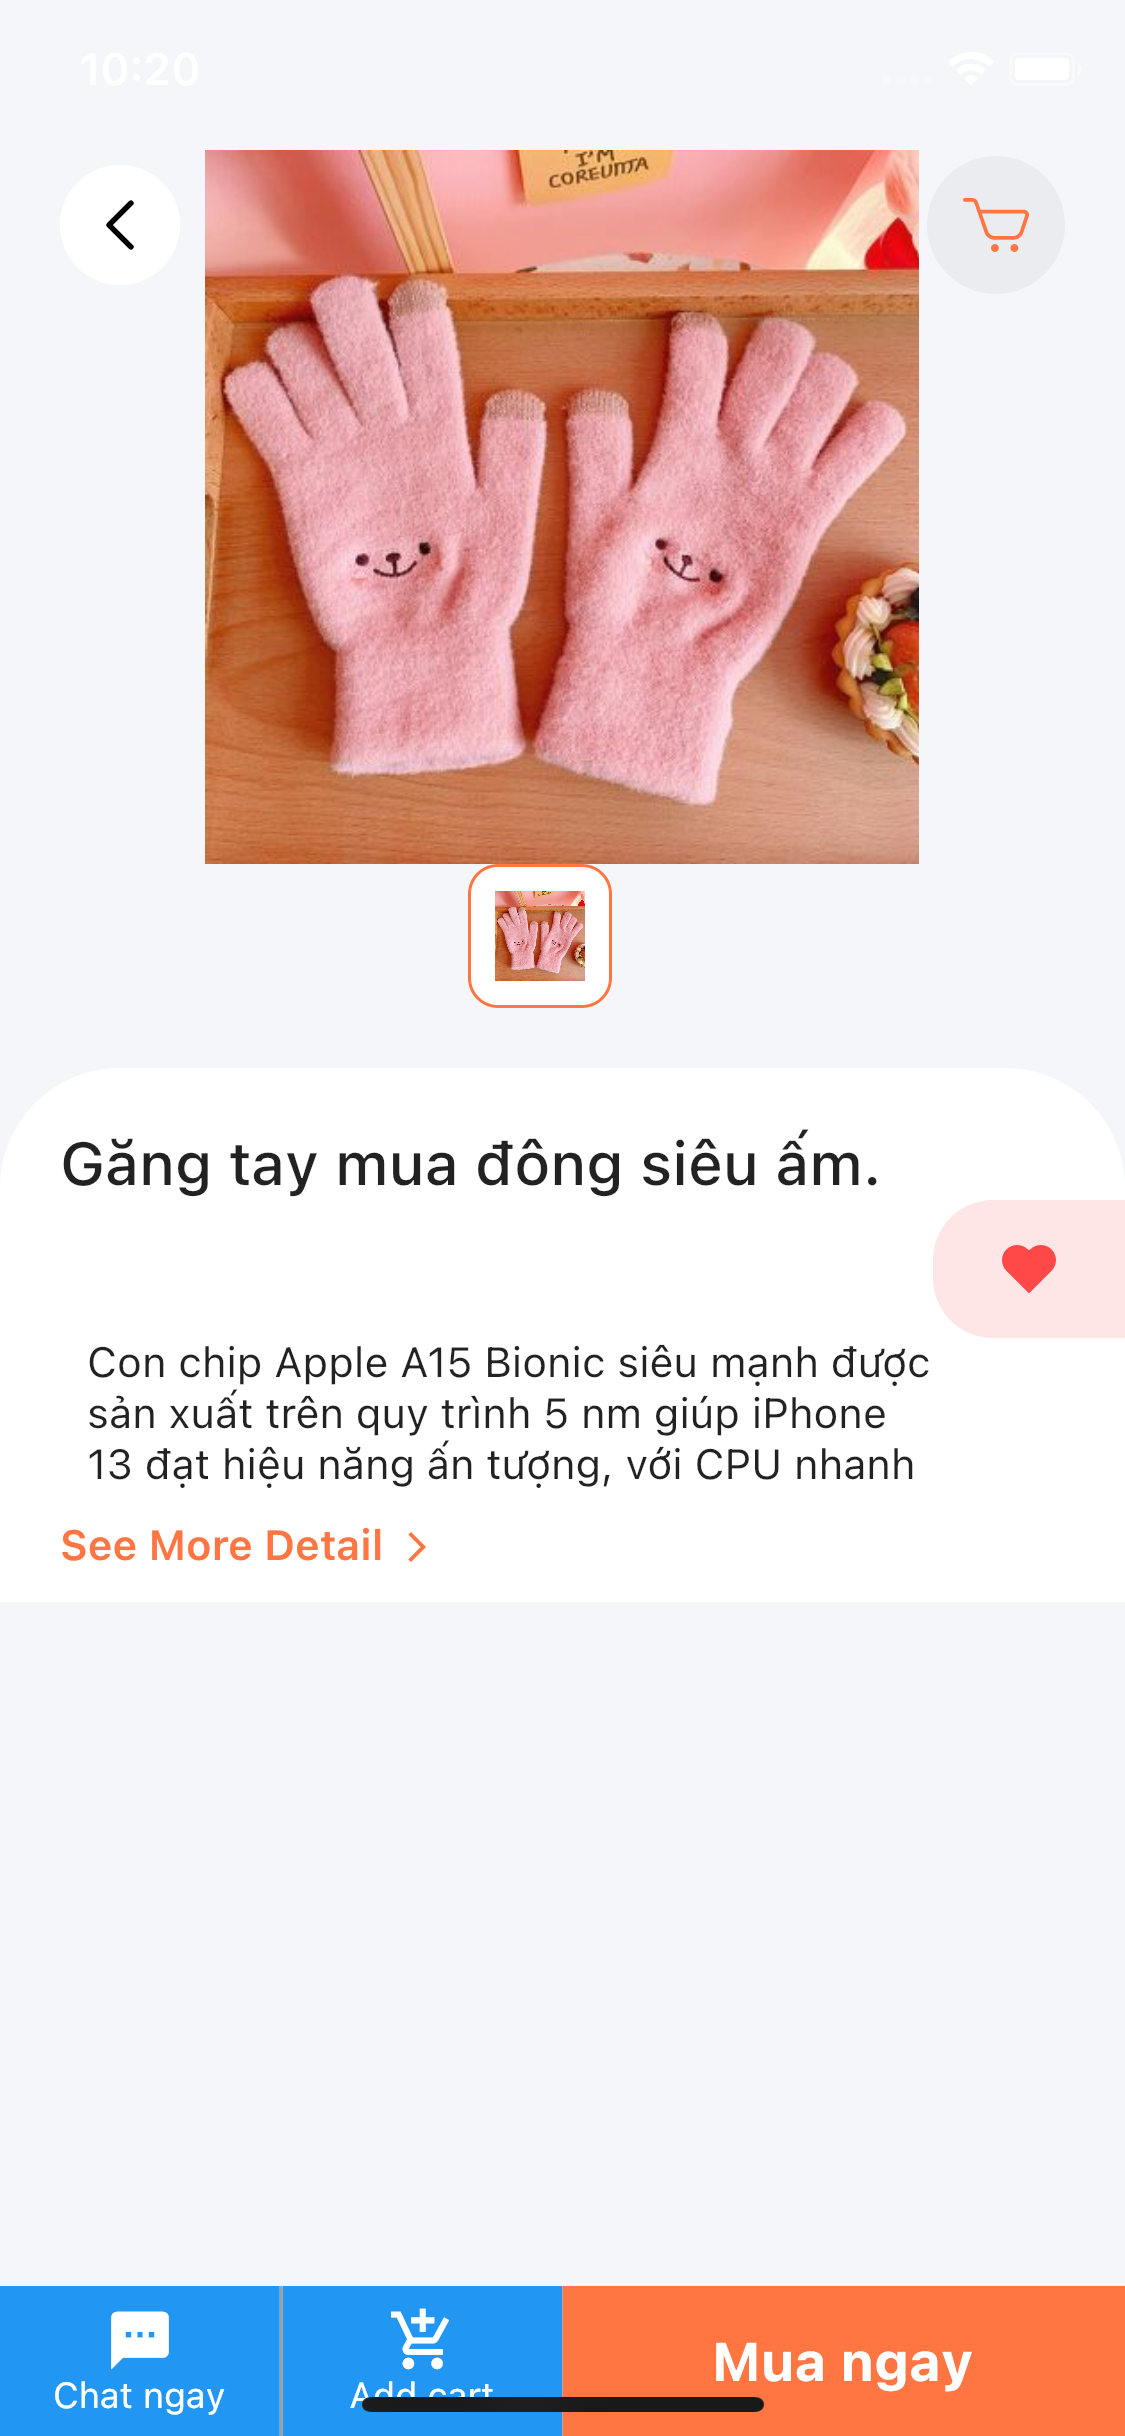 10:20
I'M
COREUNJA
Găng tay mua đông siêu ấm.
Con chip Apple A15 Bionic siêu mạnh được
sản xuất trên quy trình 5 nm giúp iPhone
13 đạt hiệu năng ấn tượng, với CPU nhanh
See More Detail
Chat ngay
Add cart
Mua ngay